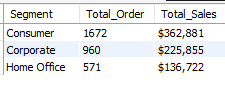 Segment Total_Order Total_Sales
Consumer 1672 $362,881
Corporate 960 $225,855
Home Office 571 $136,722